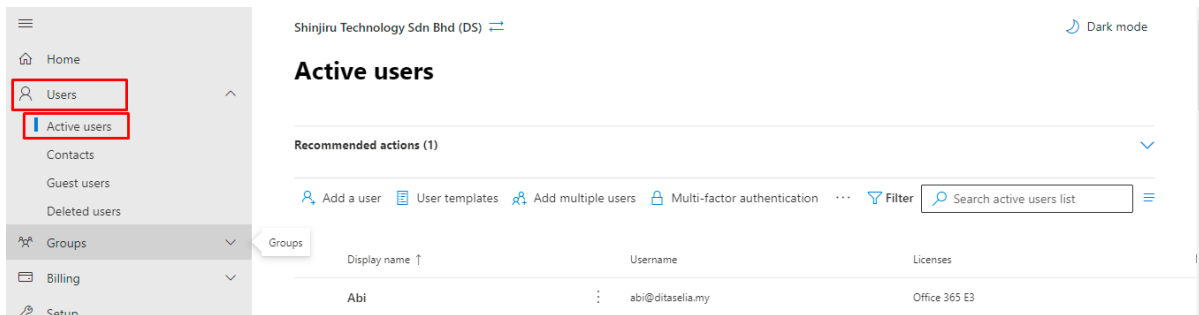 Shinjiru Technology Sdn Bhd (DS)
Dark mode
Home
Users
Active users
Contacts
Guest users
Deleted users
Groups
Billing
Setup
Active users
Recommended actions (1)
Add a user User templates Add multiple users Multi-factor authentication ... Filter Search active users list
Groups
Display name ↑ Username Licenses
Abi abi@ditaselia.my Office 365 E3